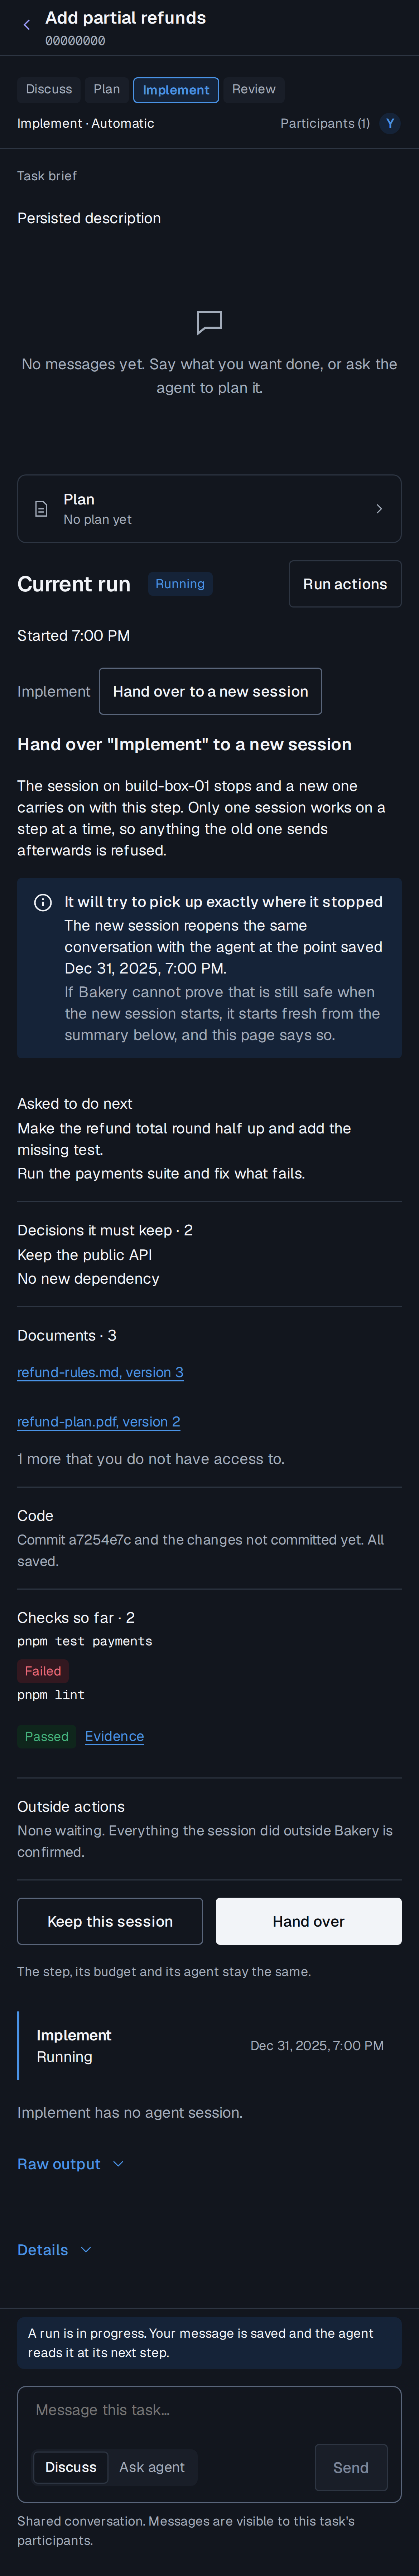 Add partial refunds
00000000
Discuss
Plan
Implement
Review
Implement · Automatic
Participants (1)
Y
Task brief
Persisted description
No messages yet. Say what you want done, or ask the
agent to plan it.
Plan
No plan yet
Current run
Running
Run actions
Started 7:00 PM
Implement
Hand over to a new session
Hand over "Implement" to a new session
The session on build-box-01 stops and a new one
carries on with this step. Only one session works on a
step at a time, so anything the old one sends
afterwards is refused.
It will try to pick up exactly where it stopped
The new session reopens the same
conversation with the agent at the point saved
Dec 31, 2025, 7:00 PM.
If Bakery cannot prove that is still safe when
the new session starts, it starts fresh from the
summary below, and this page says so.
Asked to do next
Make the refund total round half up and add the
missing test.
Run the payments suite and fix what fails.
Decisions it must keep · 2
Keep the public API
No new dependency
Documents · 3
refund-rules.md, version 3
refund-plan.pdf, version 2
1 more that you do not have access to.
Code
Commit a7254e7c and the changes not committed yet. All
saved.
Checks so far · 2
pnpm test payments
Failed
pnpm lint
Passed
Evidence
Outside actions
None waiting. Everything the session did outside Bakery is
confirmed.
Keep this session
Hand over
The step, its budget and its agent stay the same.
Implement
Running
Dec 31, 2025, 7:00 PM
Implement has no agent session.
Raw output
Details
A run is in progress. Your message is saved and the agent
reads it at its next step.
Message this task...
Discuss
Ask agent
Send
Shared conversation. Messages are visible to this task's
participants.